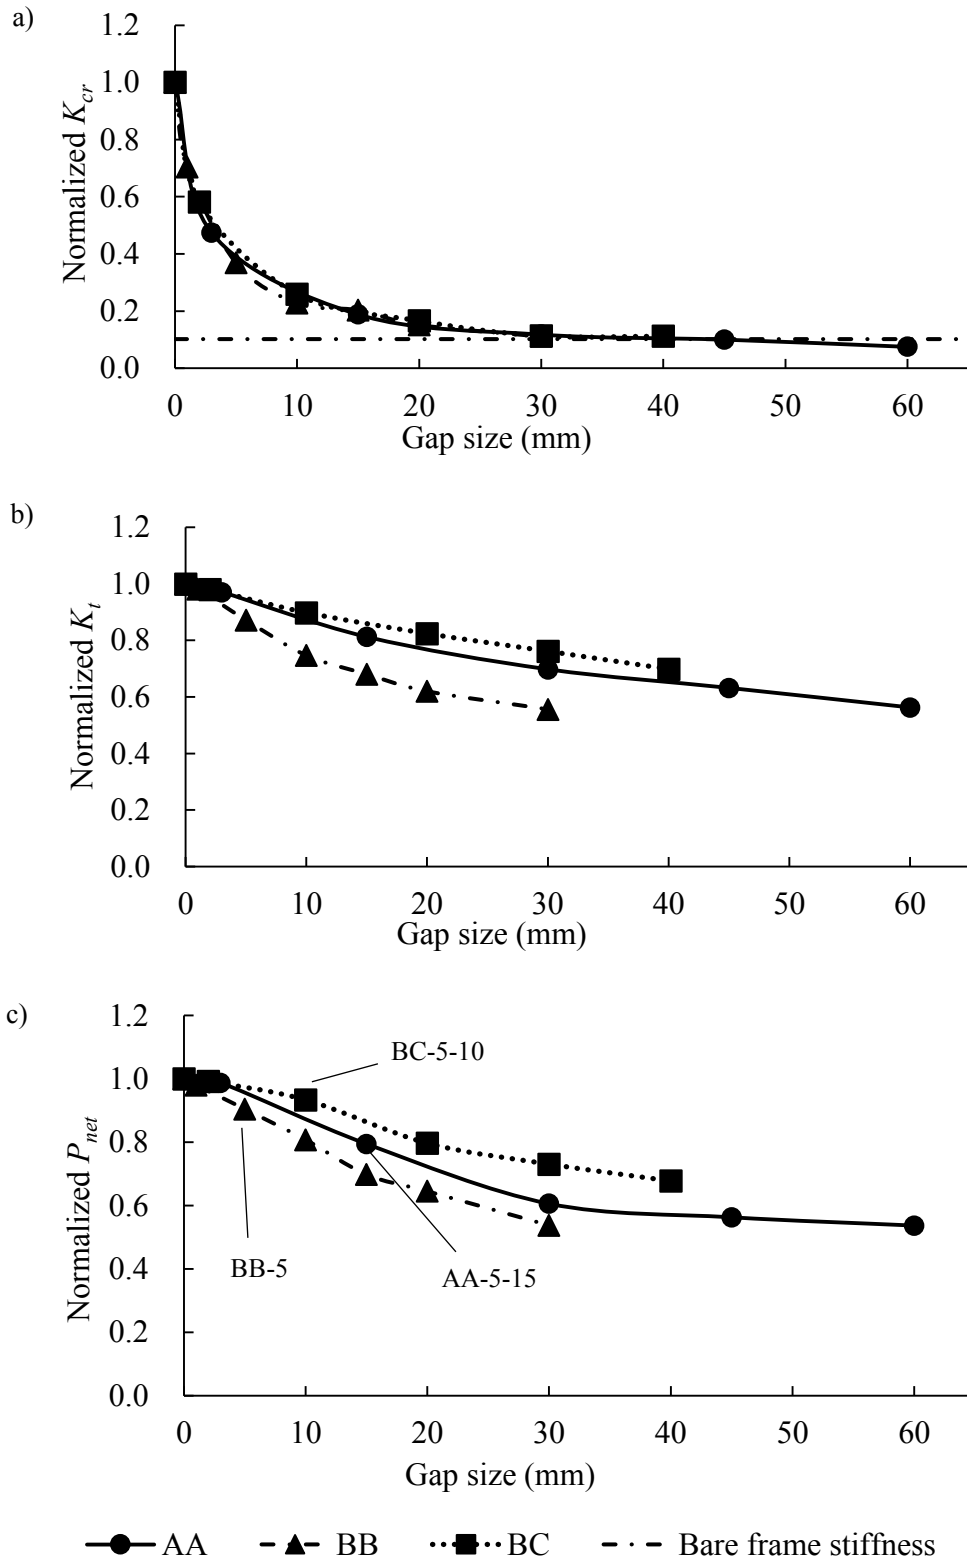 a)
1.2
1.0
0.8
0.6
0.4
0.2
0.0
Normalized Kcr
0 10 20 30 40 50 60
Gap size (mm)
b)
1.2
1.0
0.8
0.6
0.4
0.2
0.0
Normalized Kt
0 10 20 30 40 50 60
Gap size (mm)
c)
1.2
1.0
0.8
0.6
0.4
0.2
0.0
Normalized Pnet
BC-5-10
BB-5
AA-5-15
0 10 20 30 40 50 60
Gap size (mm)
AA BB BC Bare frame stiffness